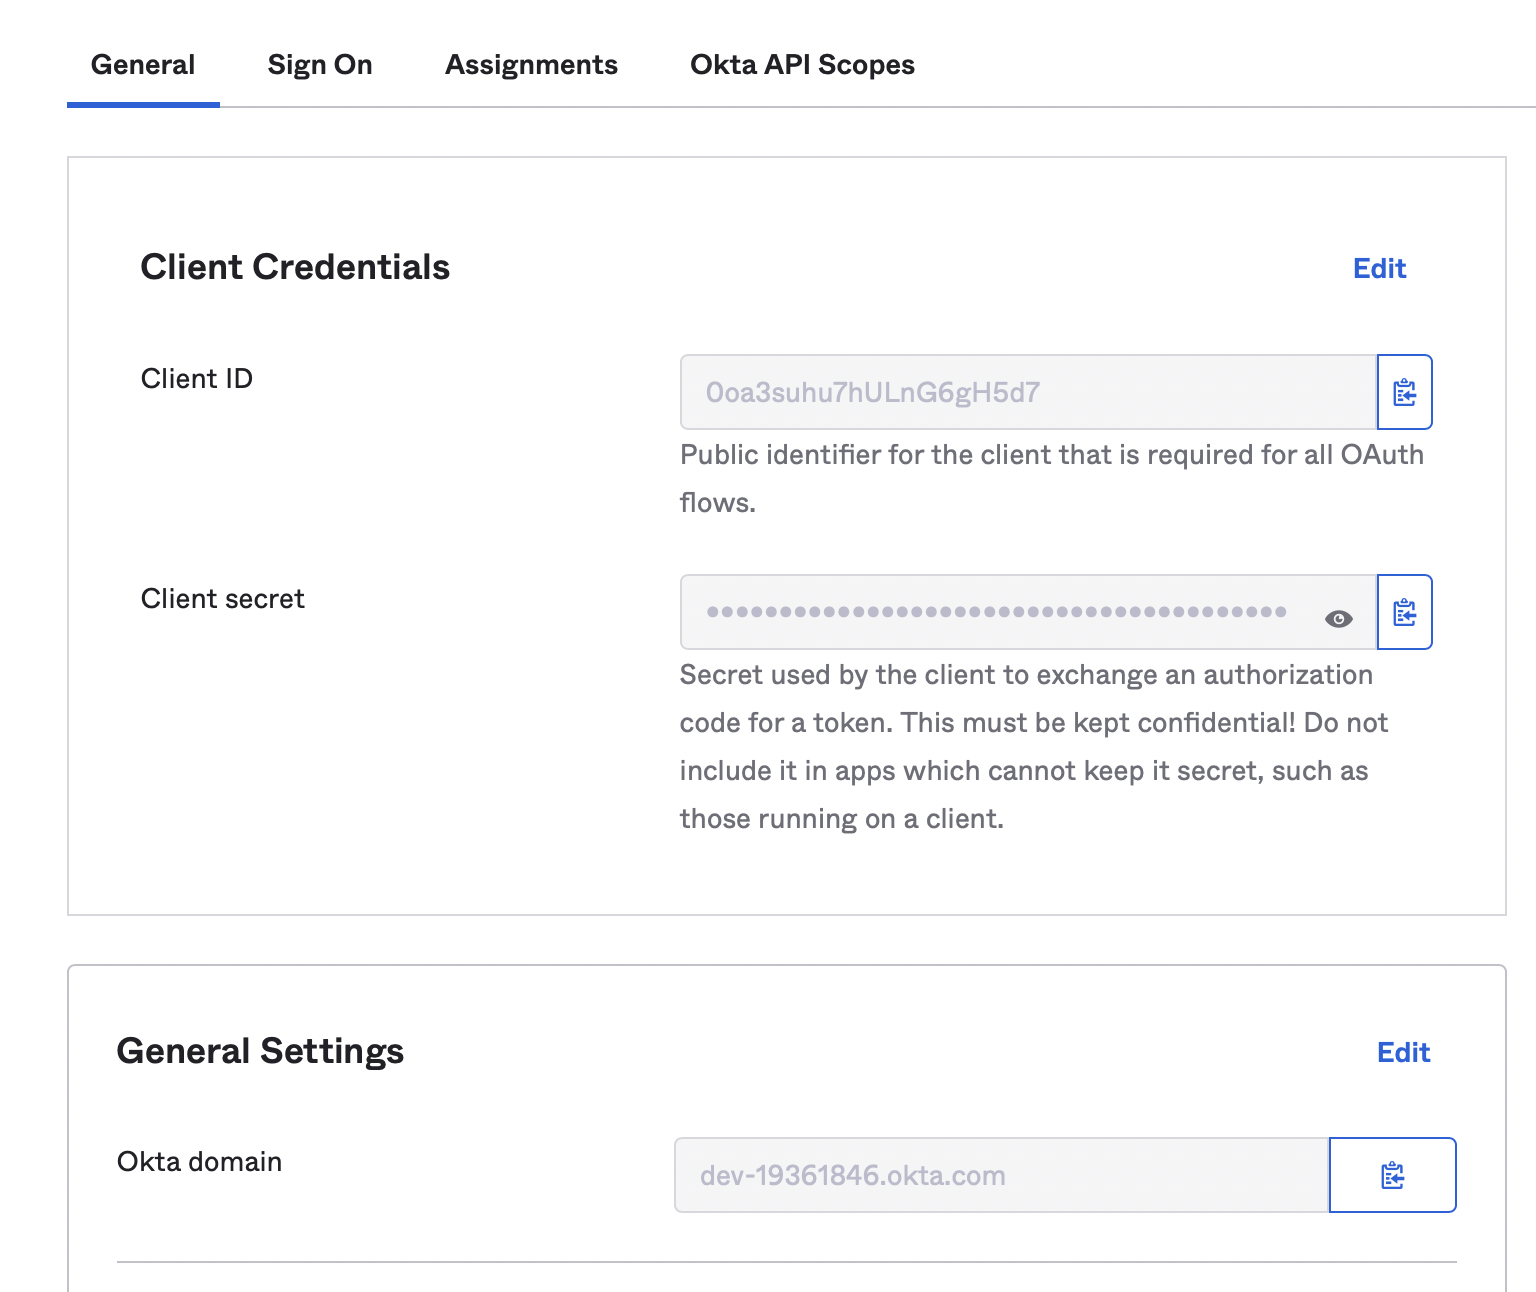 General Sign On Assignments Okta API Scopes
Client Credentials Edit
Client ID 0oa3suhu7hULnG6gH5d7
Public identifier for the client that is required for all OAuth
flows.
Client secret ••••••••••••••••••••••••••••••••••••••••
Secret used by the client to exchange an authorization
code for a token. This must be kept confidential! Do not
include it in apps which cannot keep it secret, such as
those running on a client.
General Settings Edit
Okta domain dev-19361846.okta.com